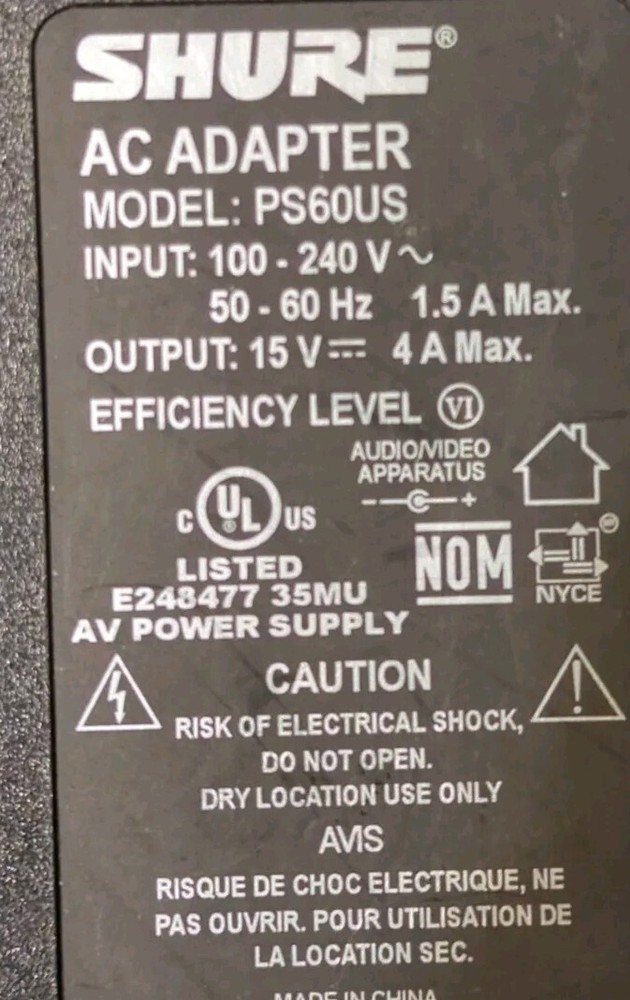 SHURE®
AC ADAPTER
MODEL: PS60US
INPUT: 100 - 240 V ~
50 - 60 Hz 1.5 A Max.
OUTPUT: 15 V ⎓ 4 A Max.
EFFICIENCY LEVEL VI
AUDIO/VIDEO
APPARATUS
- +
C UL® US
LISTED
E248477 35MU
AV POWER SUPPLY
NOM
NYCE
CAUTION
RISK OF ELECTRICAL SHOCK,
DO NOT OPEN.
DRY LOCATION USE ONLY
AVIS
RISQUE DE CHOC ELECTRIQUE, NE
PAS OUVRIR. POUR UTILISATION DE
LA LOCATION SEC.
MADE IN CHINA